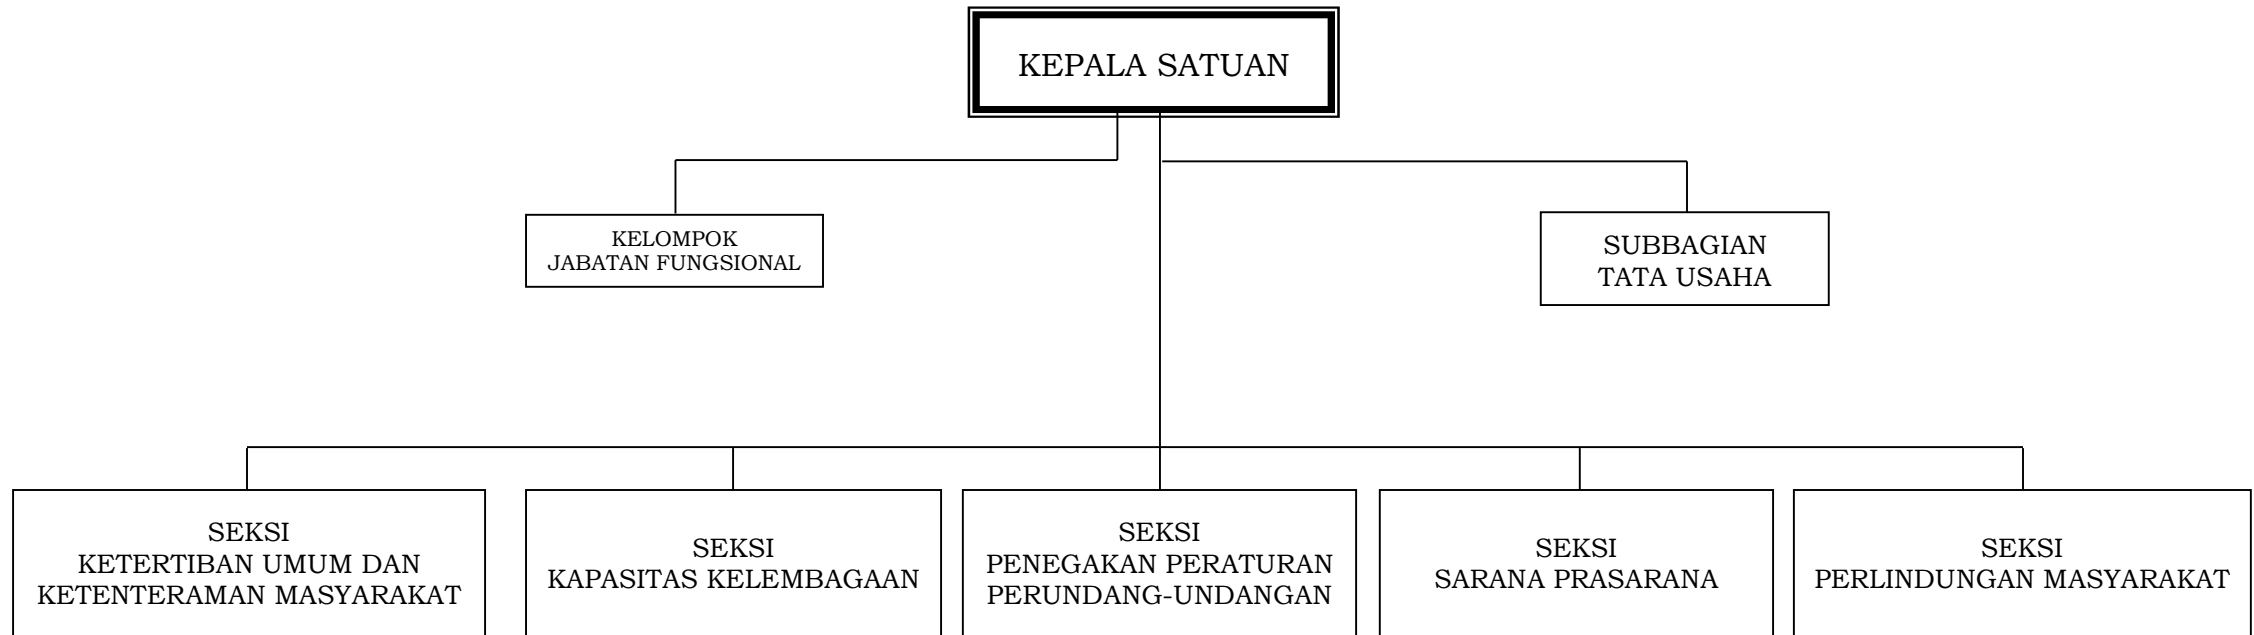 KEPALA SATUAN
KELOMPOK
JABATAN FUNGSIONAL
SUBBAGIAN
TATA USAHA
SEKSI
KETERTIBAN UMUM DAN
KETENTERAMAN MASYARAKAT
SEKSI
KAPASITAS KELEMBAGAAN
SEKSI
PENEGAKAN PERATURAN
PERUNDANG-UNDANGAN
SEKSI
SARANA PRASARANA
SEKSI
PERLINDUNGAN MASYARAKAT